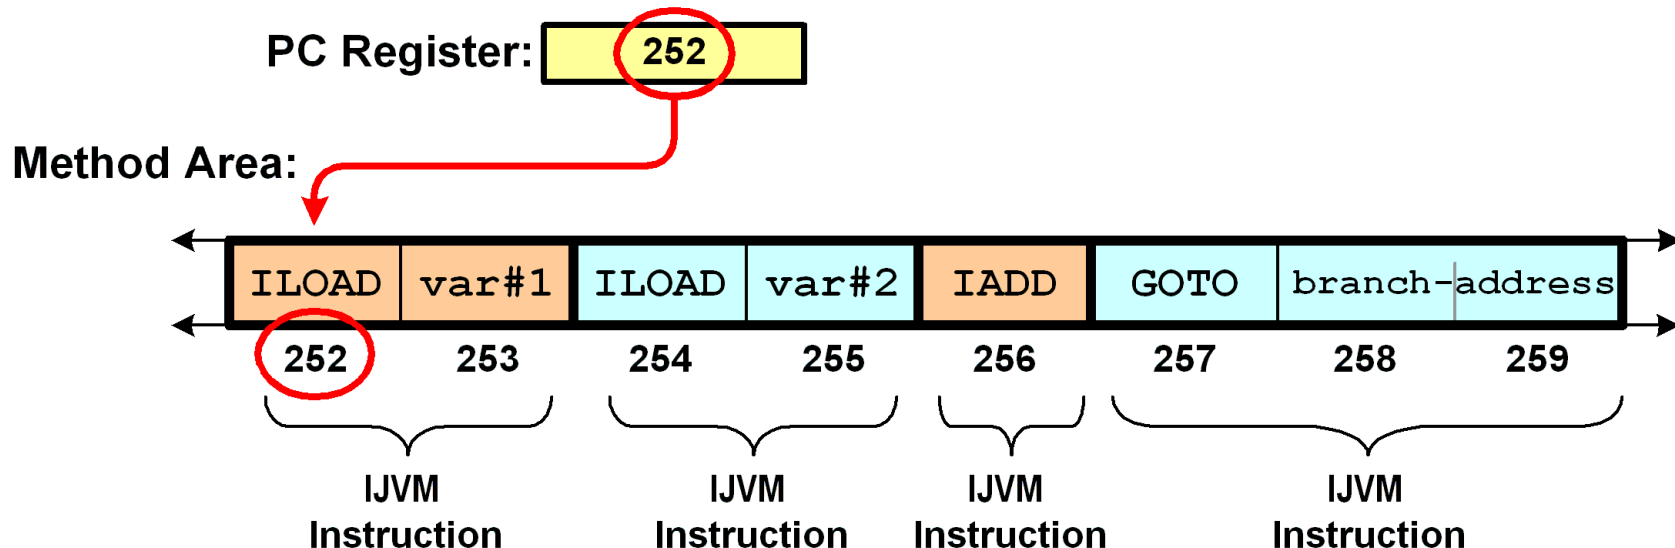 PC Register: 252
Method Area:
ILOAD var#1 ILOAD var#2 IADD GOTO branch-address
252 253 254 255 256 257 258 259
IJVM IJVM IJVM IJVM
Instruction Instruction Instruction Instruction